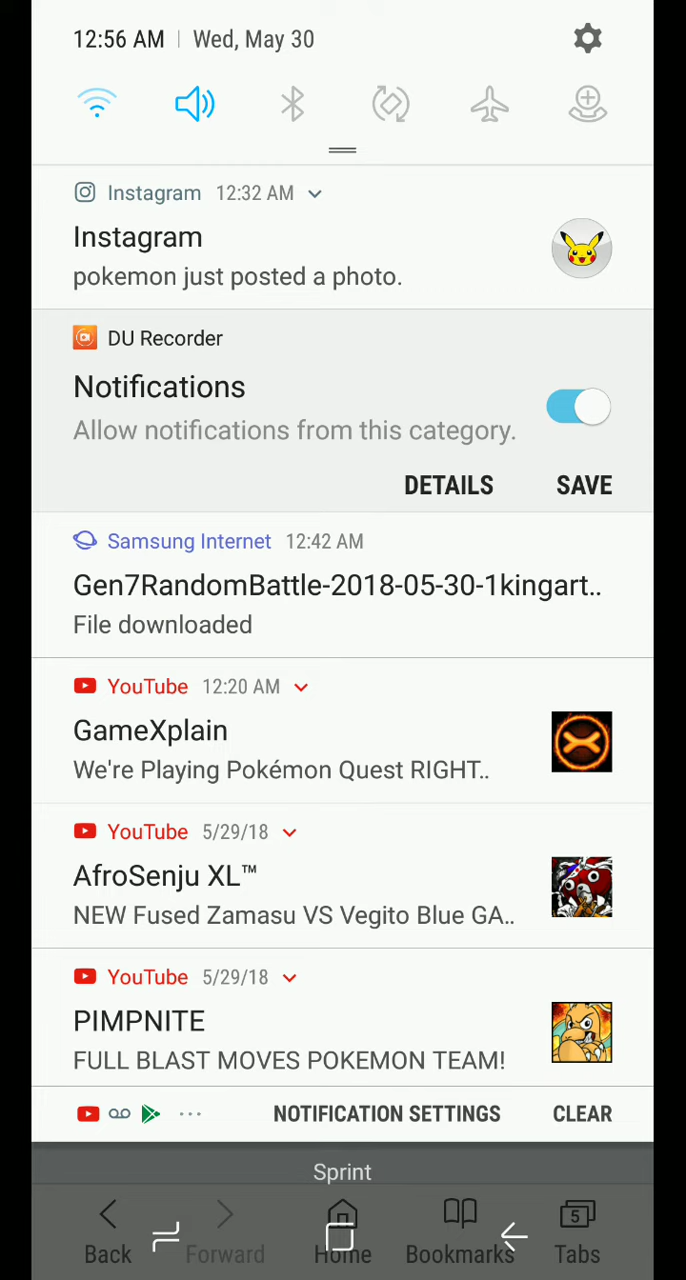 12:56 AM | Wed, May 30
Instagram 12:32 AM
Instagram
pokemon just posted a photo.
DU Recorder
Notifications
Allow notifications from this category.
DETAILS SAVE
Samsung Internet 12:42 AM
Gen7RandomBattle-2018-05-30-1kingart..
File downloaded
YouTube 12:20 AM
GameXplain
We're Playing Pokémon Quest RIGHT..
YouTube 5/29/18
AfroSenju XL™
NEW Fused Zamasu VS Vegito Blue GA..
YouTube 5/29/18
PIMPNITE
FULL BLAST MOVES POKEMON TEAM!
NOTIFICATION SETTINGS CLEAR
Sprint
5
Back Forward Home Bookmarks Tabs